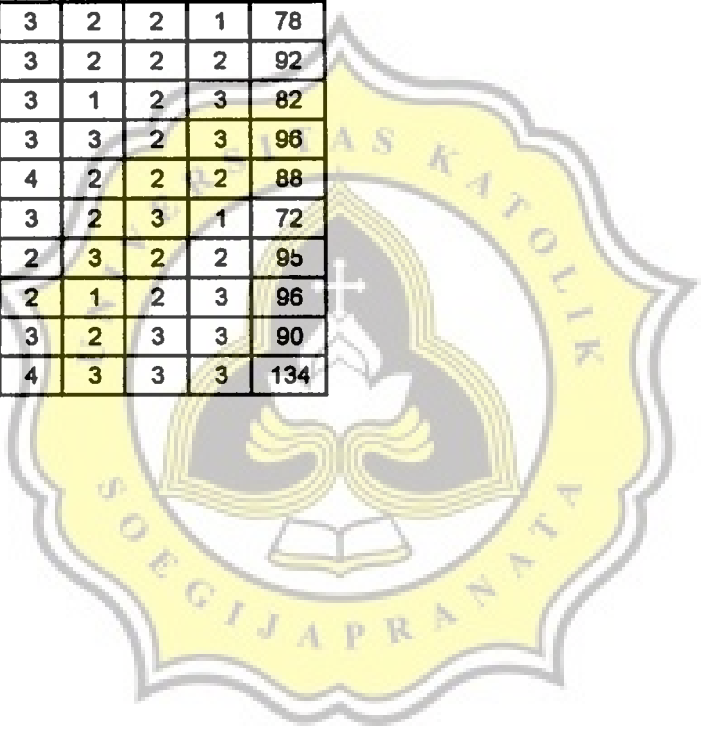 3 2 2 1 78
3 2 2 2 92
3 1 2 3 82
3 3 2 3 96
4 2 2 2 88
3 2 3 1 72
2 3 2 2 95
2 1 2 3 96
3 2 3 3 90
4 3 3 3 134
UNIVERSITAS KATOLIK
SOEGIJAPRANATA